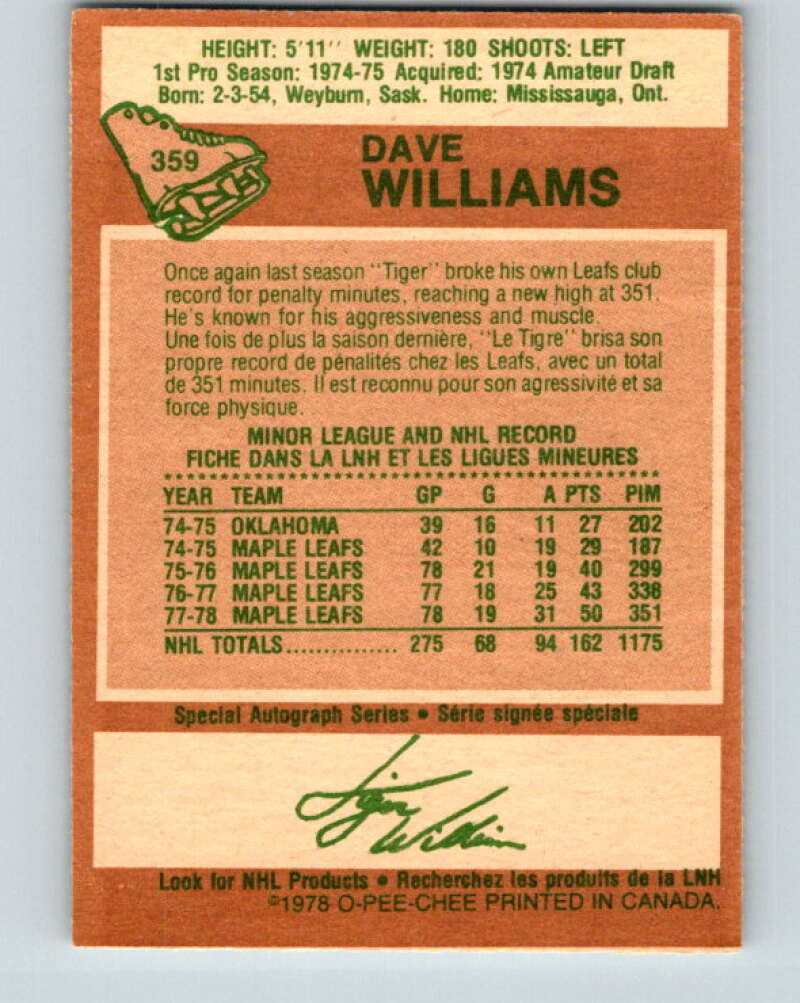 HEIGHT: 5'11'' WEIGHT: 180 SHOOTS: LEFT
1st Pro Season: 1974-75 Acquired: 1974 Amateur Draft
Born: 2-3-54, Weyburn, Sask. Home: Mississauga, Ont.
359
DAVE
WILLIAMS
Once again last season "Tiger" broke his own Leafs club
record for penalty minutes, reaching a new high at 351.
He's known for his aggressiveness and muscle.
Une fois de plus la saison dernière, "Le Tigre" brisa son
propre record de pénalités chez les Leafs, avec un total
de 351 minutes. Il est reconnu pour son agressivité et sa
force physique.
MINOR LEAGUE AND NHL RECORD
FICHE DANS LA LNH ET LES LIGUES MINEURES
YEAR TEAM GP G A PTS PIM
74-75 OKLAHOMA 39 16 11 27 202
74-75 MAPLE LEAFS 42 10 19 29 187
75-76 MAPLE LEAFS 78 21 19 40 299
76-77 MAPLE LEAFS 77 18 25 43 338
77-78 MAPLE LEAFS 78 19 31 50 351
NHL TOTALS............... 275 68 94 162 1175
Special Autograph Series • Série signée spéciale
Tiger
Williams
Look for NHL Products • Recherchez les produits de la LNH
©1978 O-PEE-CHEE PRINTED IN CANADA.